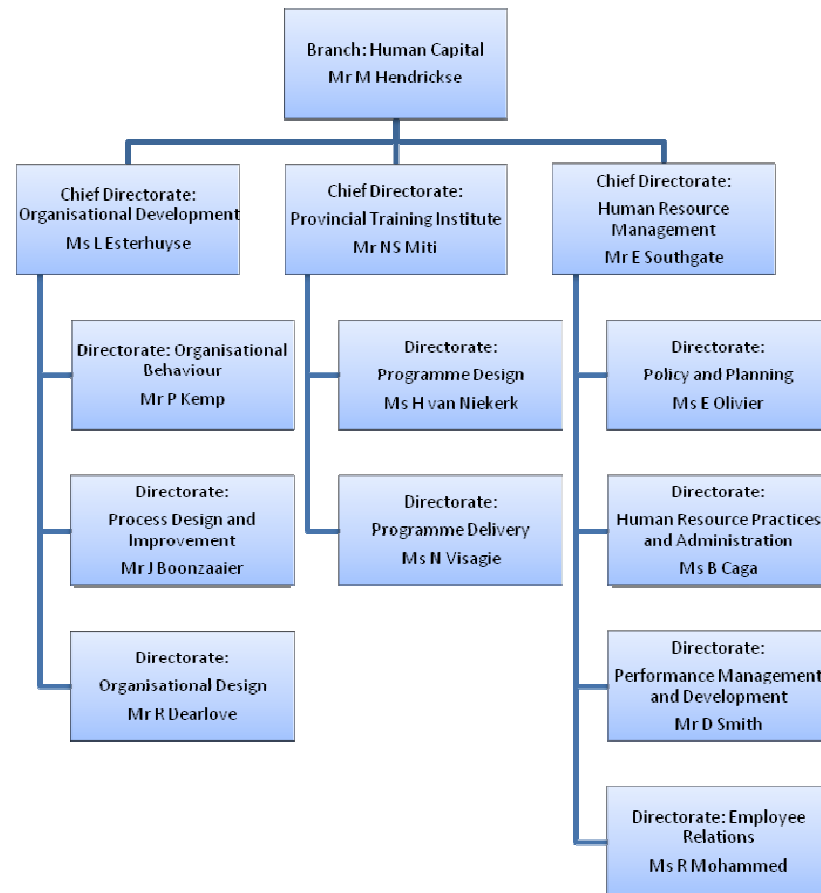 Branch: Human Capital
Mr M Hendrickse
Chief Directorate:
Organisational Development
Ms L Esterhuyse
Chief Directorate:
Provincial Training Institute
Mr NS Miti
Chief Directorate:
Human Resource
Management
Mr E Southgate
Directorate: Organisational
Behaviour
Mr P Kemp
Directorate:
Process Design and
Improvement
Mr J Boonzaaier
Directorate:
Organisational Design
Mr R Dearlove
Directorate:
Programme Design
Ms H van Niekerk
Directorate:
Programme Delivery
Ms N Visagie
Directorate:
Policy and Planning
Ms E Olivier
Directorate:
Human Resource Practices
and Administration
Ms B Caga
Directorate:
Performance Management
and Development
Mr D Smith
Directorate: Employee
Relations
Ms R Mohammed